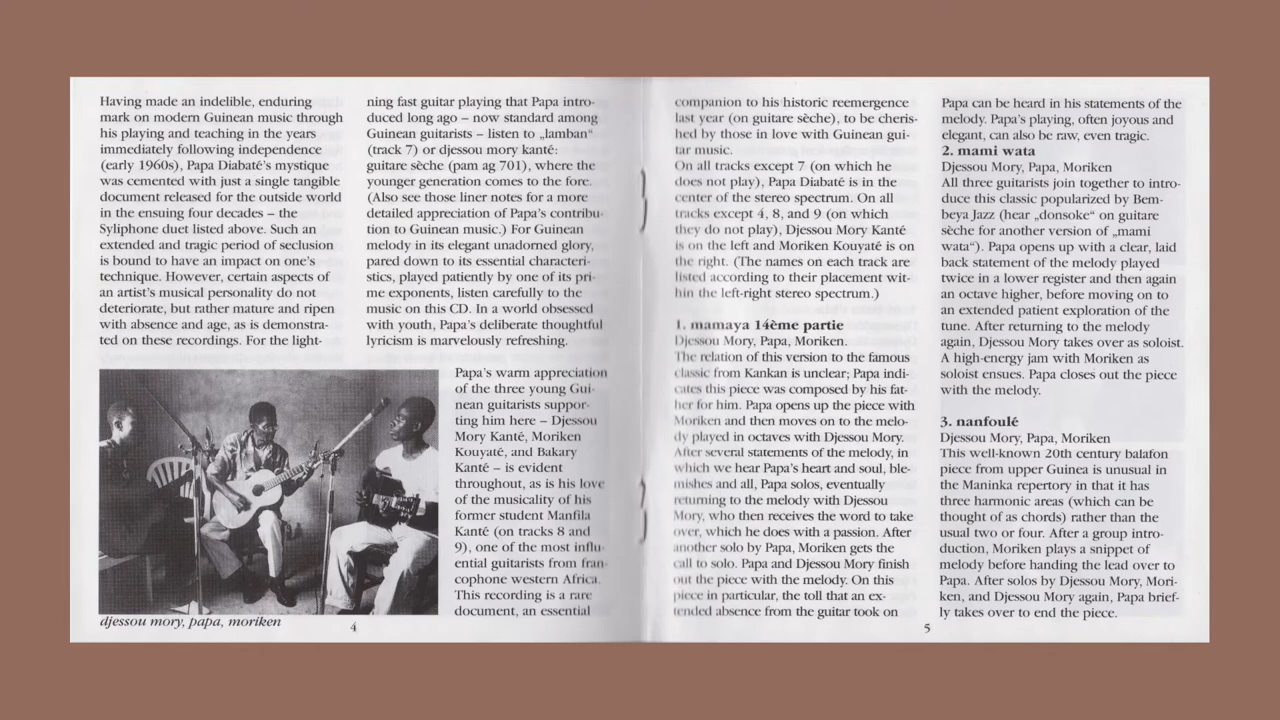 Having made an indelible, enduring
mark on modern Guinean music through
his playing and teaching in the years
immediately following independence
(early 1960s), Papa Diabaté's mystique
was cemented with just a single tangible
document released for the outside world
in the ensuing four decades – the
Syliphone duet listed above. Such an
extended and tragic period of seclusion
is bound to have an impact on one's
technique. However, certain aspects of
an artist's musical personality do not
deteriorate, but rather mature and ripen
with absence and age, as is demonstra-
ted on these recordings. For the light-
ning fast guitar playing that Papa intro-
duced long ago – now standard among
Guinean guitarists – listen to „lamban“
(track 7) or djessou mory kanté:
guitare sèche (pam ag 701), where the
younger generation comes to the fore.
(Also see those liner notes for a more
detailed appreciation of Papa's contribu-
tion to Guinean music.) For Guinean
melody in its elegant unadorned glory,
pared down to its essential characteri-
stics, played patiently by one of its pri-
me exponents, listen carefully to the
music on this CD. In a world obsessed
with youth, Papa's deliberate thoughtful
lyricism is marvelously refreshing.
Papa's warm appreciation
of the three young Gui-
nean guitarists suppor-
ting him here – Djessou
Mory Kanté, Moriken
Kouyaté, and Bakary
Kanté – is evident
throughout, as is his love
of the musicality of his
former student Manfila
Kanté (on tracks 8 and
9), one of the most influ-
ential guitarists from fran-
cophone western Africa.
This recording is a rare
document, an essential
djessou mory, papa, moriken
4
companion to his historic reemergence
last year (on guitare sèche), to be cheris-
hed by those in love with Guinean gui-
tar music.
On all tracks except 7 (on which he
does not play), Papa Diabaté is in the
center of the stereo spectrum. On all
tracks except 4, 8, and 9 (on which
they do not play), Djessou Mory Kanté
is on the left and Moriken Kouyaté is on
the right. (The names on each track are
listed according to their placement wit-
hin the left-right stereo spectrum.)
1. mamaya 14ème partie
Djessou Mory, Papa, Moriken.
The relation of this version to the famous
classic from Kankan is unclear; Papa indi-
cates this piece was composed by his fat-
her for him. Papa opens up the piece with
Moriken and then moves on to the melo-
dy played in octaves with Djessou Mory.
After several statements of the melody, in
which we hear Papa's heart and soul, ble-
mishes and all, Papa solos, eventually
returning to the melody with Djessou
Mory, who then receives the word to take
over, which he does with a passion. After
another solo by Papa, Moriken gets the
call to solo. Papa and Djessou Mory finish
out the piece with the melody. On this
piece in particular, the toll that an ex-
tended absence from the guitar took on
Papa can be heard in his statements of the
melody. Papa's playing, often joyous and
elegant, can also be raw, even tragic.
2. mami wata
Djessou Mory, Papa, Moriken
All three guitarists join together to intro-
duce this classic popularized by Bem-
beya Jazz (hear „donsoke“ on guitare
sèche for another version of „mami
wata“). Papa opens up with a clear, laid
back statement of the melody played
twice in a lower register and then again
an octave higher, before moving on to
an extended patient exploration of the
tune. After returning to the melody
again, Djessou Mory takes over as soloist.
A high-energy jam with Moriken as
soloist ensues. Papa closes out the piece
with the melody.
3. nanfoulé
Djessou Mory, Papa, Moriken
This well-known 20th century balafon
piece from upper Guinea is unusual in
the Maninka repertory in that it has
three harmonic areas (which can be
thought of as chords) rather than the
usual two or four. After a group intro-
duction, Moriken plays a snippet of
melody before handing the lead over to
Papa. After solos by Djessou Mory, Mori-
ken, and Djessou Mory again, Papa brief-
ly takes over to end the piece.
5